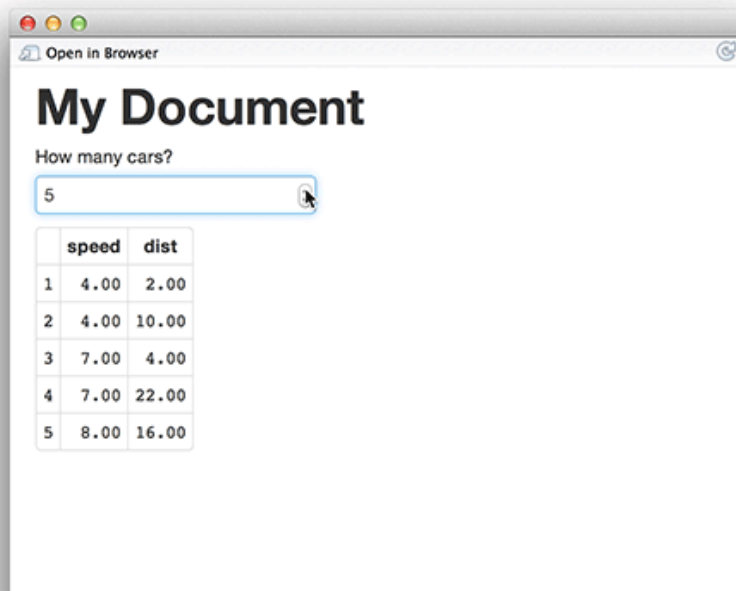 Open in Browser
My Document
How many cars?
5
speed dist
1 4.00 2.00
2 4.00 10.00
3 7.00 4.00
4 7.00 22.00
5 8.00 16.00